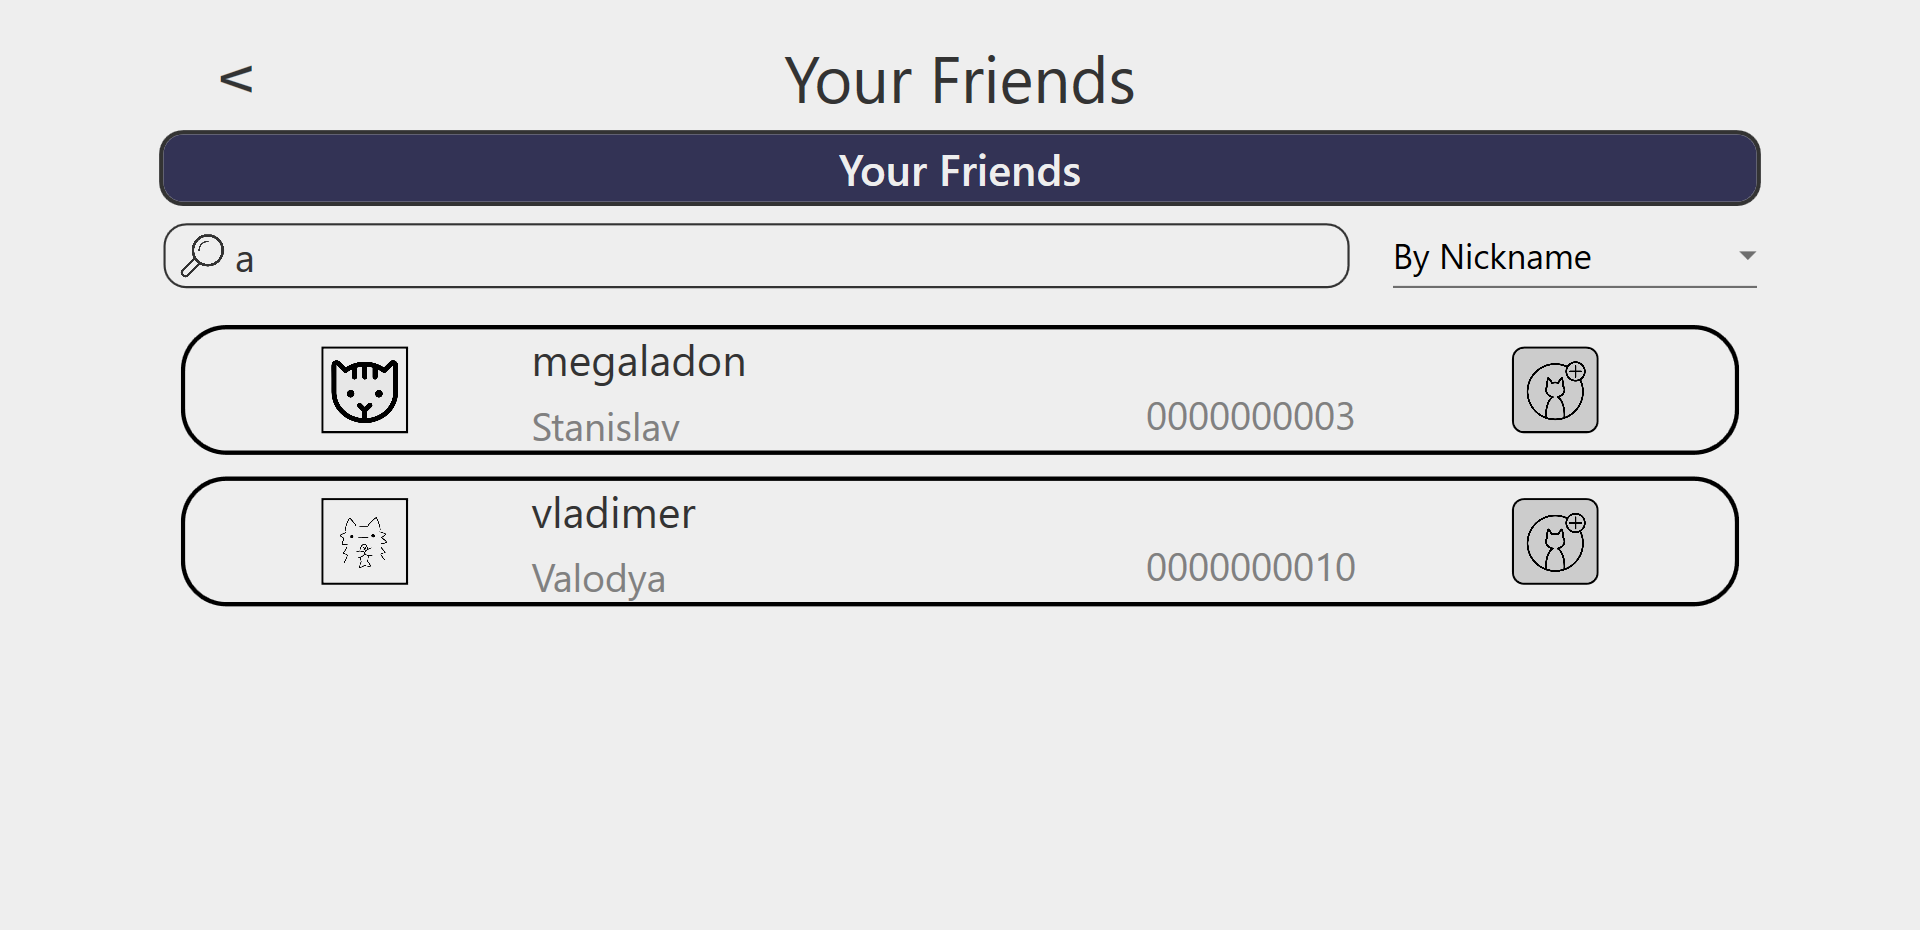 <
Your Friends
Your Friends
a
By Nickname
megaladon
Stanislav
0000000003
vladimer
Valodya
0000000010